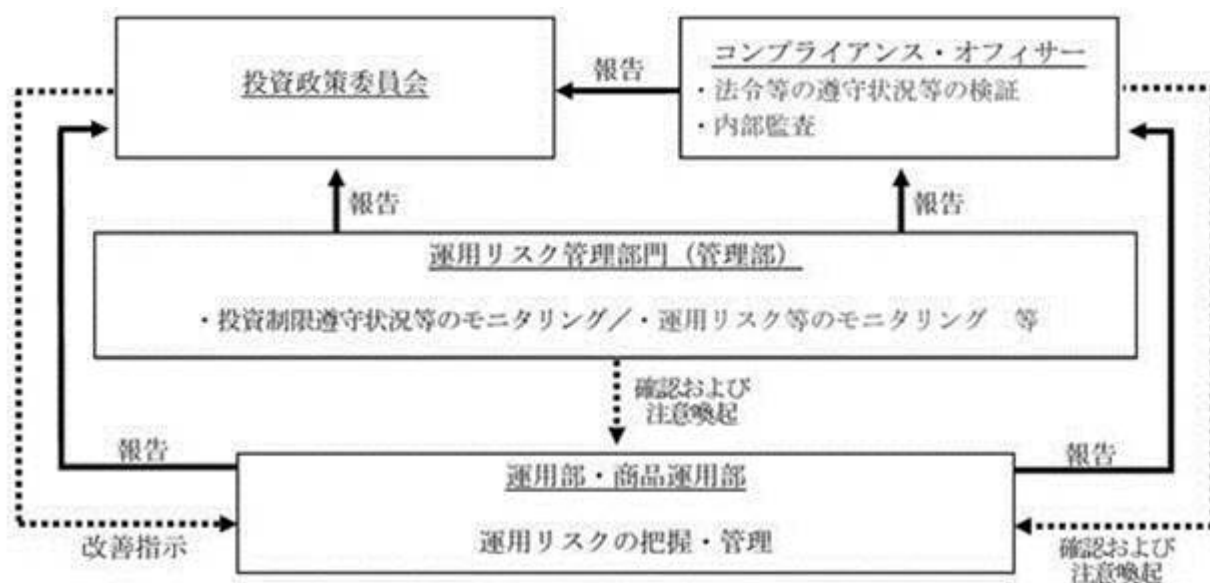 投資政策委員会
報告
コンプライアンス・オフィサー
・法令等の遵守状況等の検証
・内部監査
報告
報告
運用リスク管理部門（管理部）
・投資制限遵守状況等のモニタリング／・運用リスク等のモニタリング　等
確認および
注意喚起
報告
報告
運用部・商品運用部
運用リスクの把握・管理
改善指示
確認および
注意喚起